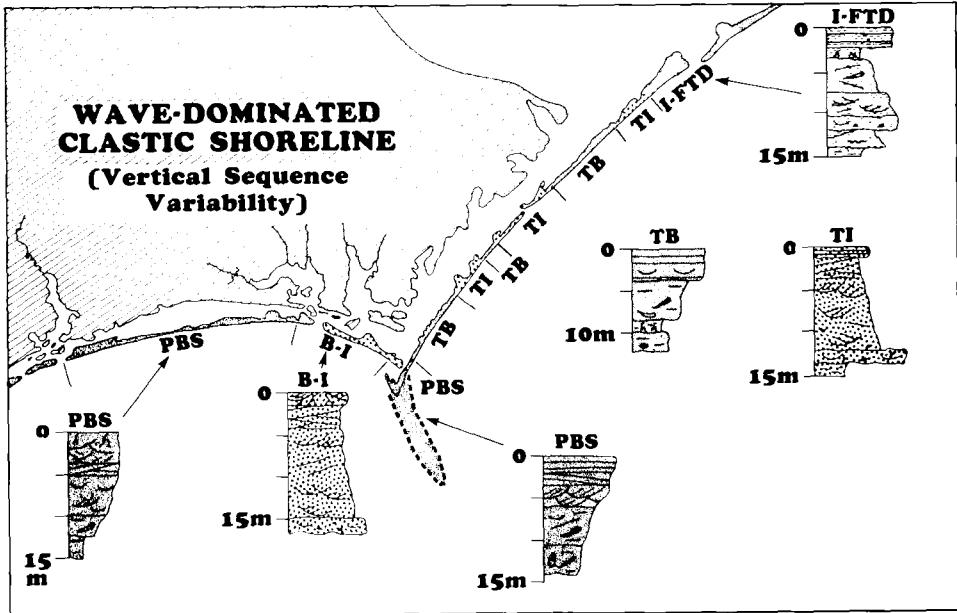 WAVE-DOMINATED
CLASTIC SHORELINE
(Vertical Sequence
Variability)
I-FTD
0
15m
I-FTD
TI
TB
TI
TB
TI
TB
PBS
PBS
B-I
TB
0
10m
TI
0
15m
B-I
0
15m
PBS
0
15
m
PBS
0
15m